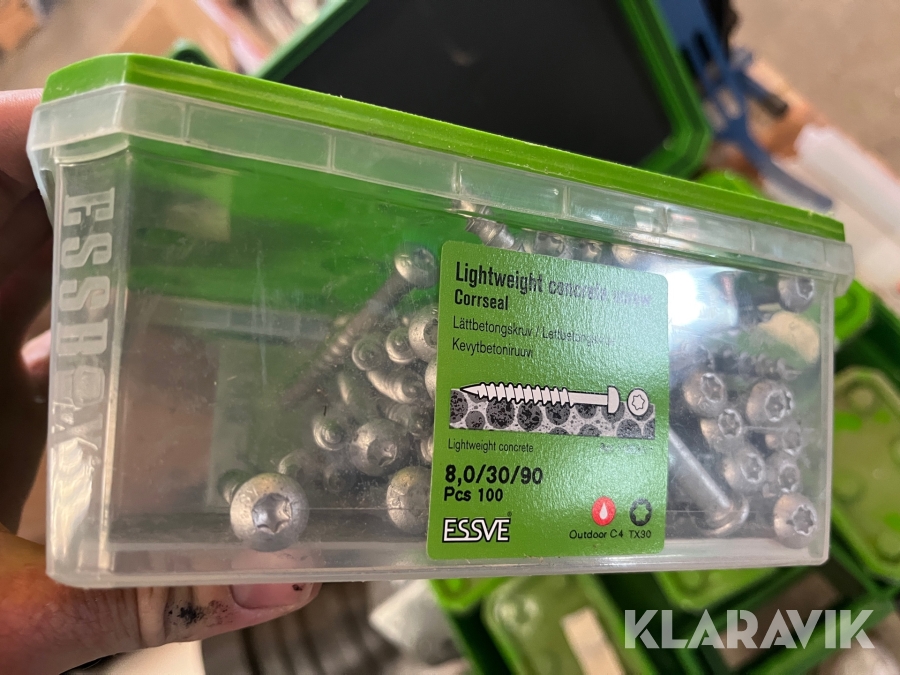 ESSBOX
Lightweight concrete screw
Corrseal
Lättbetongskruv /
Kevytbetoniruuvi
Lightweight concrete
8,0/30/90
Pcs 100
ESSVE
Outdoor C4 TX30
KLARAVIK